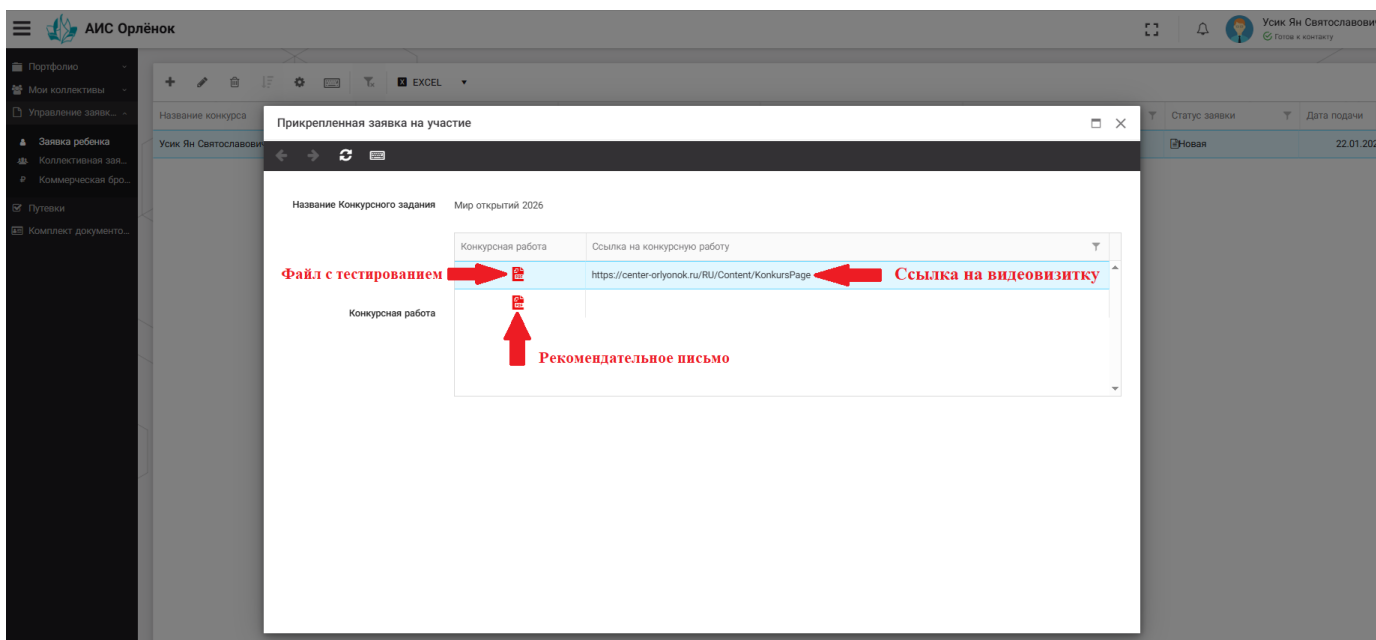 АИС Орлёнок
Усик Ян Святославови
Готов к контакту
Портфолио
Мои коллективы
Управление заявк...
Заявка ребенка
Коллективная зая...
Коммерческая бро...
Путевки
Комплект документо...
EXCEL
Название конкурса
Статус заявки
Дата подачи
Усик Ян Святослави
Новая
22.01.202
Прикрепленная заявка на участие
Название Конкурсного задания
Мир открытий 2026
Конкурсная работа
Ссылка на конкурсную работу
Файл с тестированием
https://center-orlyonok.ru/RU/Content/KonkursPage
Ссылка на видеовизитку
Конкурсная работа
Рекомендательное письмо